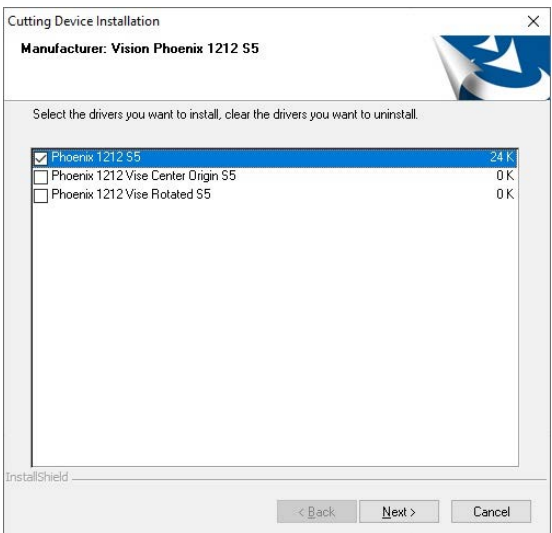 Cutting Device Installation
Manufacturer: Vision Phoenix 1212 S5
Select the drivers you want to install, clear the drivers you want to uninstall.
Phoenix 1212 S5 24 K
Phoenix 1212 Vise Center Origin S5 0 K
Phoenix 1212 Vise Rotated S5 0 K
InstallShield
< Back Next > Cancel